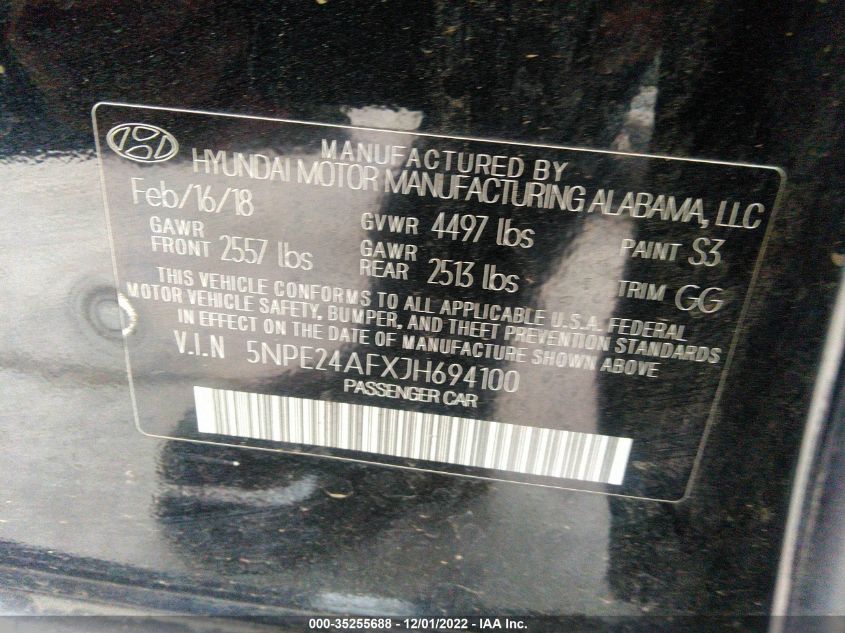 MANUFACTURED BY
HYUNDAI MOTOR MANUFACTURING ALABAMA, LLC
Feb/16/18 GVWR 4497 lbs PAINT S3
GAWR FRONT 2557 lbs GAWR REAR 2513 lbs TRIM GG
THIS VEHICLE CONFORMS TO ALL APPLICABLE U.S.A. FEDERAL
MOTOR VEHICLE SAFETY, BUMPER, AND THEFT PREVENTION STANDARDS
IN EFFECT ON THE DATE OF MANUFACTURE SHOWN ABOVE
V.I.N 5NPE24AFXJH694100
PASSENGER CAR
000-35255688 - 12/01/2022 - IAA Inc.